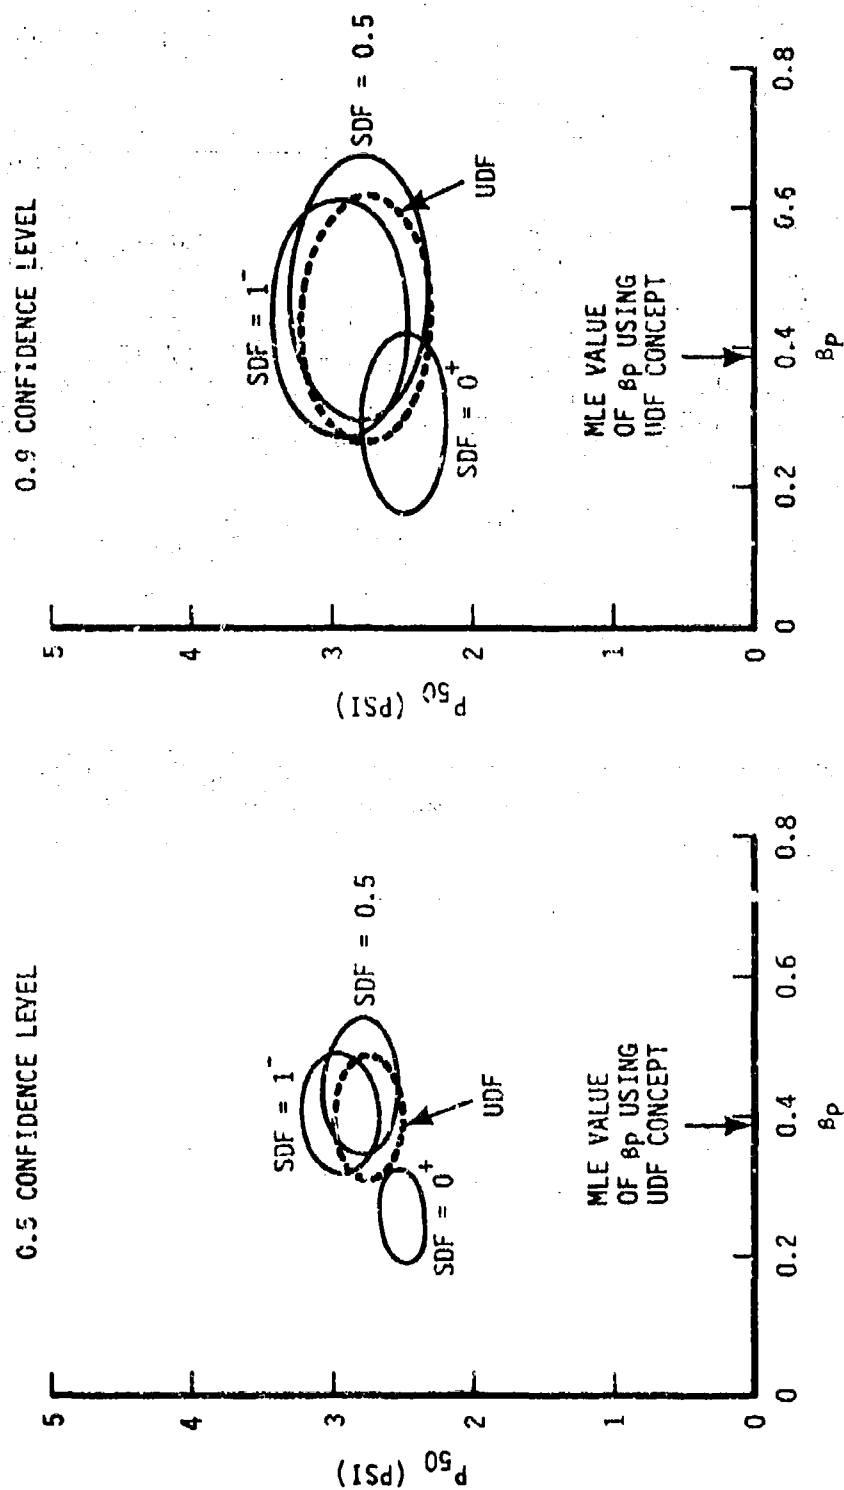 0.5 CONFIDENCE LEVEL
5
4
3
2
1
0
P50 (PSI)
SDF = 1-
SDF = 0.5
SDF = 0+
UDF
MLE VALUE
OF βP USING
UDF CONCEPT
0
0.2
0.4
0.6
0.8
βP
0.9 CONFIDENCE LEVEL
5
4
3
2
1
0
P50 (PSI)
SDF = 1-
SDF = 0.5
SDF = 0+
UDF
MLE VALUE
OF βP USING
UDF CONCEPT
0
0.2
0.4
0.6
0.8
βP